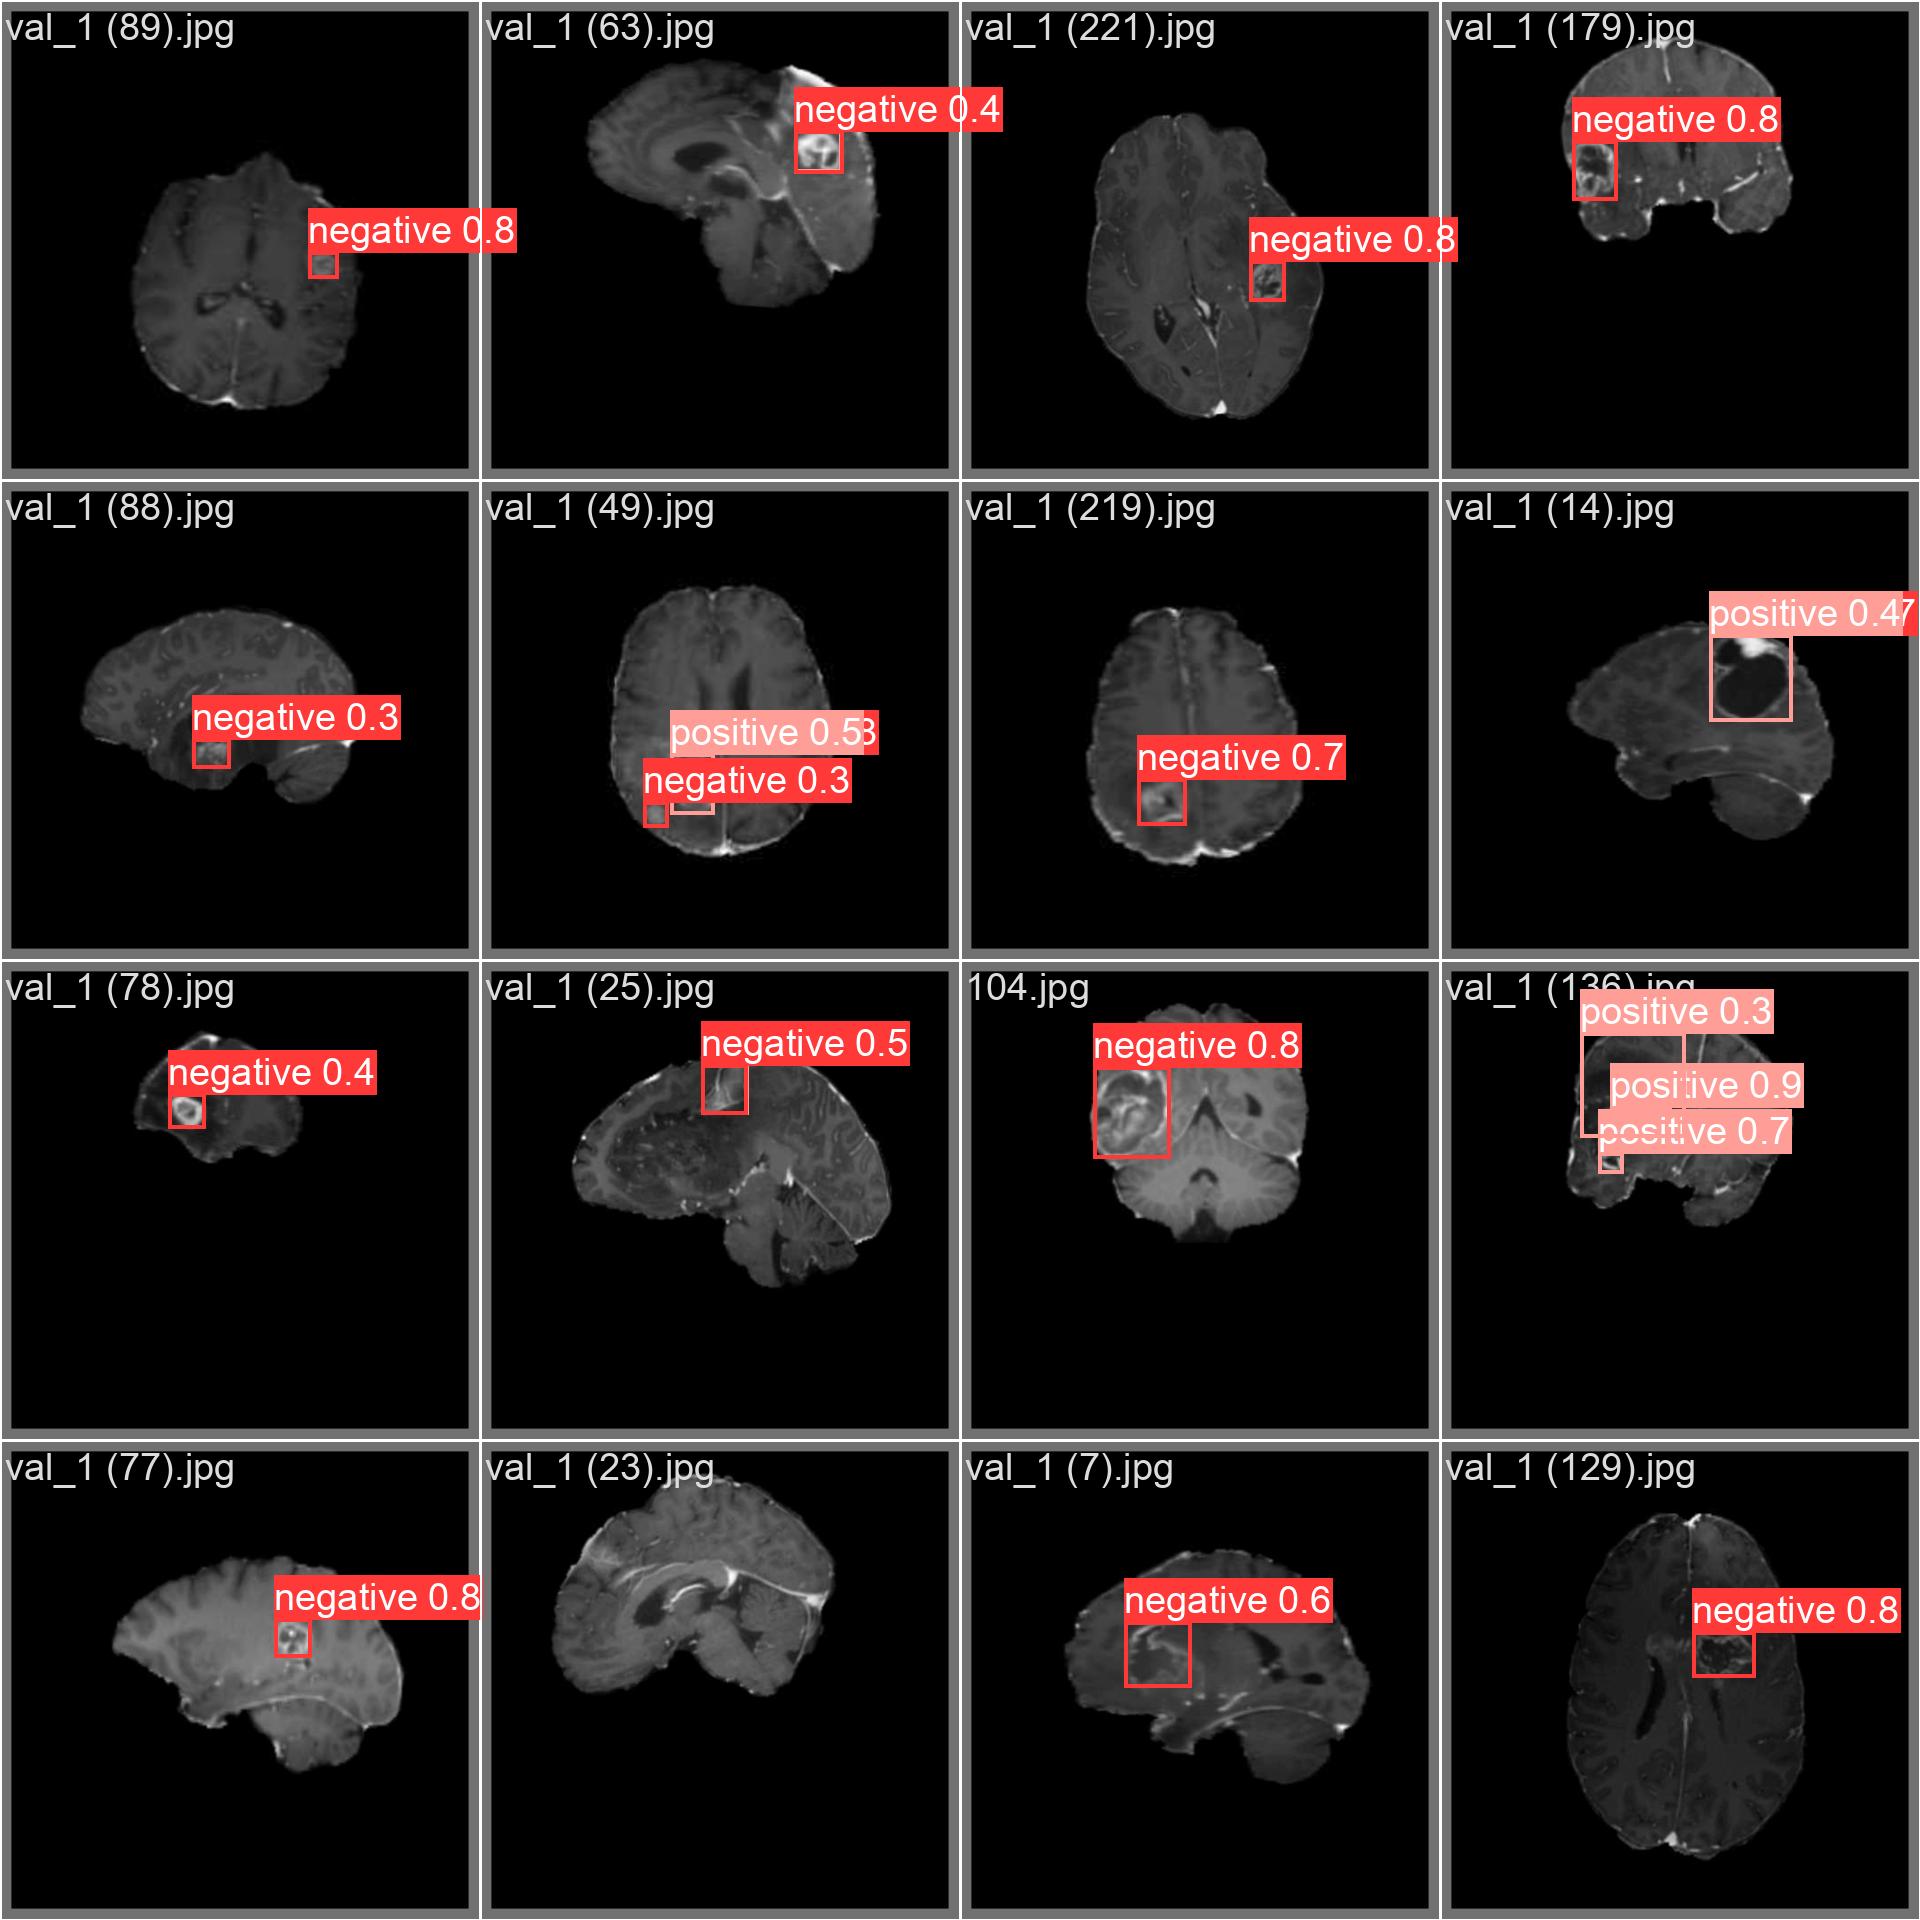 val_1 (89).jpg
negative 0.8
val_1 (63).jpg
negative 0.4
val_1 (221).jpg
negative 0.8
val_1 (179).jpg
negative 0.8
val_1 (88).jpg
negative 0.3
val_1 (49).jpg
positive 0.5
negative 0.3
val_1 (219).jpg
negative 0.7
val_1 (14).jpg
positive 0.4
val_1 (78).jpg
negative 0.4
val_1 (25).jpg
negative 0.5
104.jpg
negative 0.8
val_1 (136).jpg
positive 0.3
positive 0.9
positive 0.7
val_1 (77).jpg
negative 0.8
val_1 (23).jpg
val_1 (7).jpg
negative 0.6
val_1 (129).jpg
negative 0.8